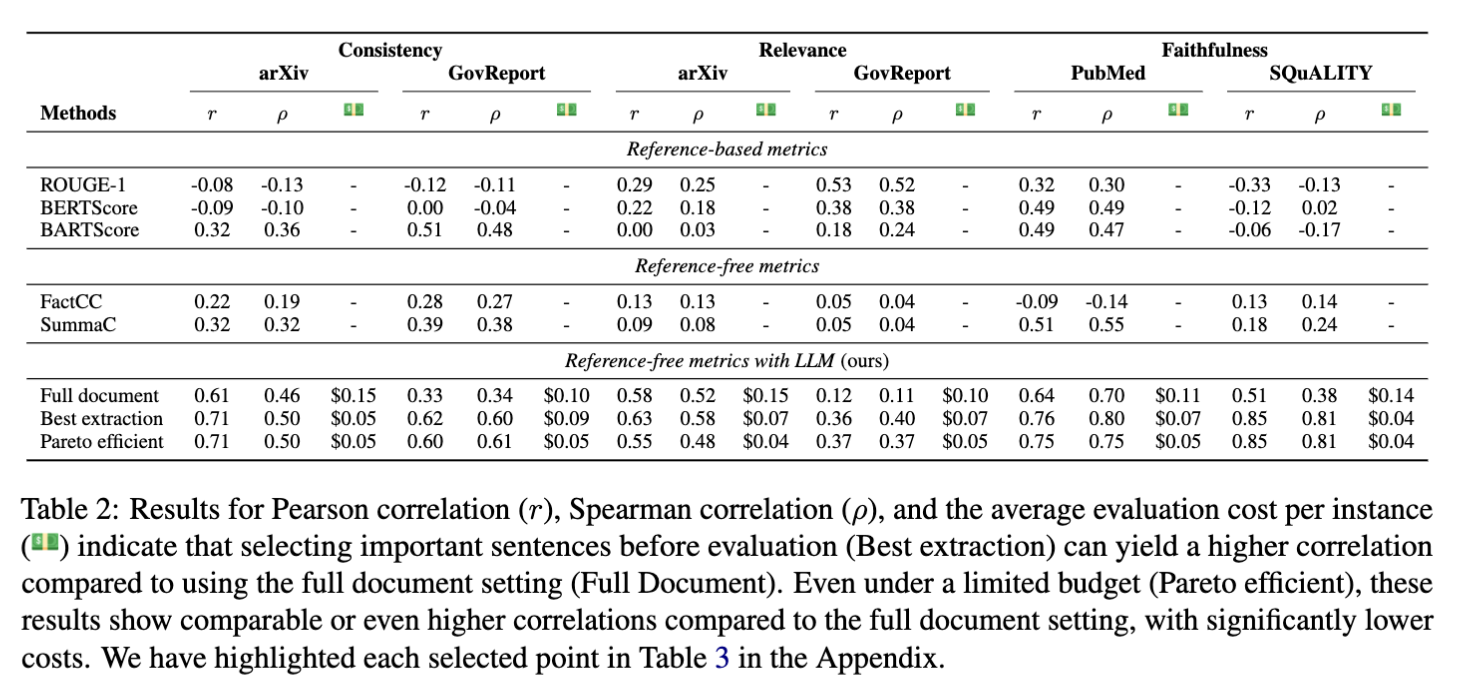 Consistency Relevance Faithfulness
arXiv GovReport arXiv GovReport PubMed SQuALITY
Methods r ρ 💵 r ρ 💵 r ρ 💵 r ρ 💵 r ρ 💵 r ρ 💵
Reference-based metrics
ROUGE-1 -0.08 -0.13 - -0.12 -0.11 - 0.29 0.25 - 0.53 0.52 - 0.32 0.30 - -0.33 -0.13 -
BERTScore -0.09 -0.10 - 0.00 -0.04 - 0.22 0.18 - 0.38 0.38 - 0.49 0.49 - -0.12 0.02 -
BARTScore 0.32 0.36 - 0.51 0.48 - 0.00 0.03 - 0.18 0.24 - 0.49 0.47 - -0.06 -0.17 -
Reference-free metrics
FactCC 0.22 0.19 - 0.28 0.27 - 0.13 0.13 - 0.05 0.04 - -0.09 -0.14 - 0.13 0.14 -
SummaC 0.32 0.32 - 0.39 0.38 - 0.09 0.08 - 0.05 0.04 - 0.51 0.55 - 0.18 0.24 -
Reference-free metrics with LLM (ours)
Full document 0.61 0.46 $0.15 0.33 0.34 $0.10 0.58 0.52 $0.15 0.12 0.11 $0.10 0.64 0.70 $0.11 0.51 0.38 $0.14
Best extraction 0.71 0.50 $0.05 0.62 0.60 $0.09 0.63 0.58 $0.07 0.36 0.40 $0.07 0.76 0.80 $0.07 0.85 0.81 $0.04
Pareto efficient 0.71 0.50 $0.05 0.60 0.61 $0.05 0.55 0.48 $0.04 0.37 0.37 $0.05 0.75 0.75 $0.05 0.85 0.81 $0.04
Table 2: Results for Pearson correlation (r), Spearman correlation (ρ), and the average evaluation cost per instance
(💵) indicate that selecting important sentences before evaluation (Best extraction) can yield a higher correlation
compared to using the full document setting (Full Document). Even under a limited budget (Pareto efficient), these
results show comparable or even higher correlations compared to the full document setting, with significantly lower
costs. We have highlighted each selected point in Table 3 in the Appendix.